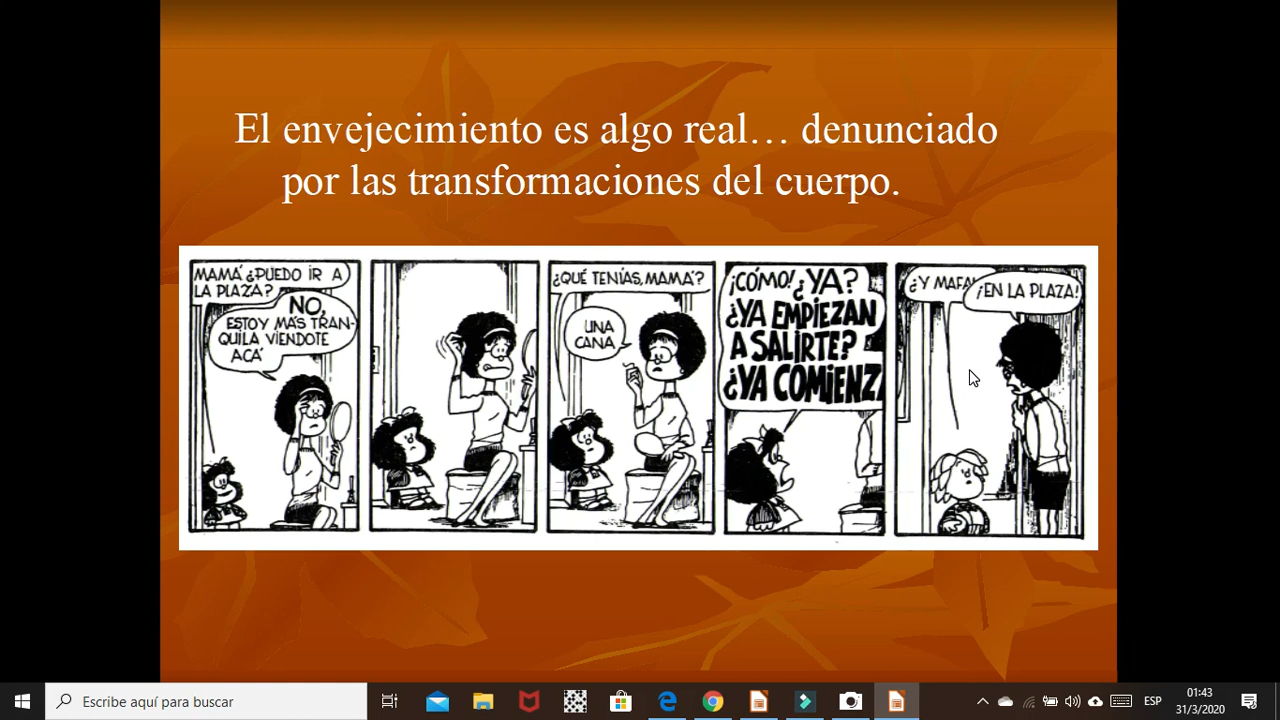 El envejecimiento es algo real… denunciado
por las transformaciones del cuerpo.
MAMÁ ¿PUEDO IR A
LA PLAZA?
NO,
ESTOY MÁS TRAN-
QUILA VIÉNDOTE
ACÁ
¿QUÉ TENÍAS, MAMÁ?
UNA
CANA
¡CÓMO! ¿YA?
¿YA EMPIEZAN
A SALIRTE?
¿YA COMIENZ
¿Y MAFA
¡EN LA PLAZA!
Escribe aquí para buscar
ESP
01:43
31/3/2020